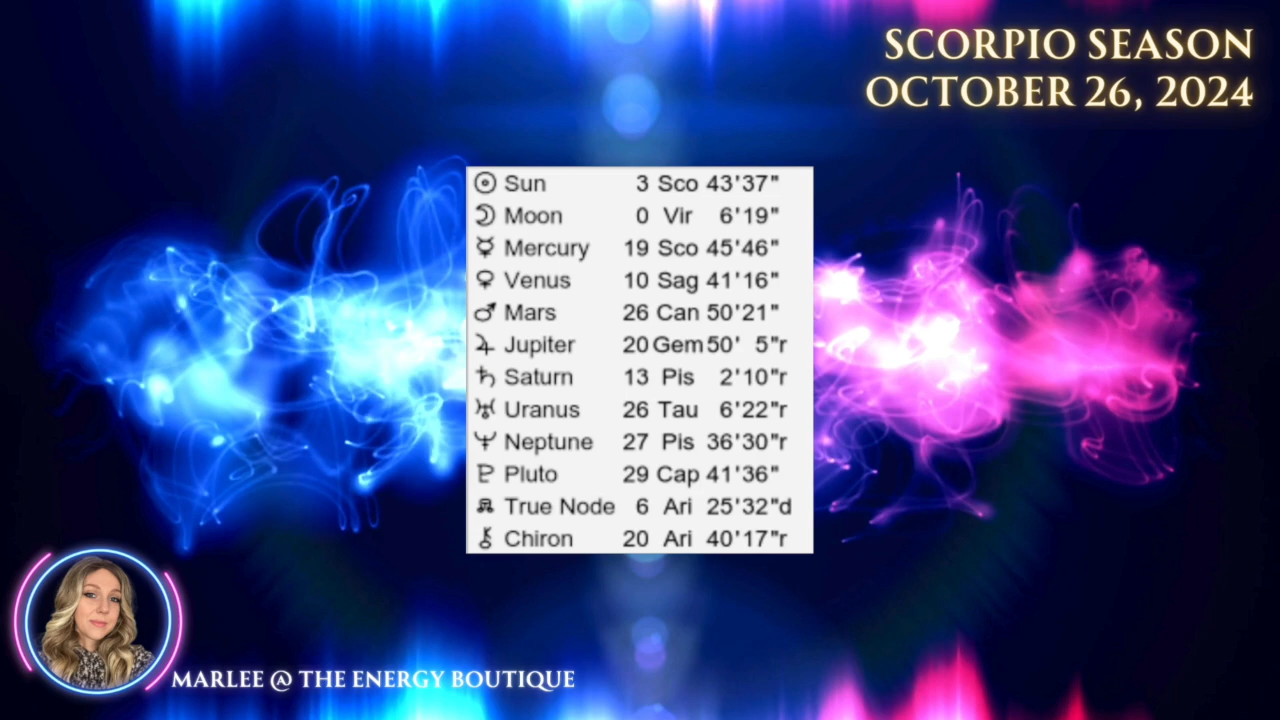 SCORPIO SEASON
OCTOBER 26, 2024
☉ Sun 3 Sco 43'37"
☽ Moon 0 Vir 6'19"
☿ Mercury 19 Sco 45'46"
♀ Venus 10 Sag 41'16"
♂ Mars 26 Can 50'21"
♃ Jupiter 20 Gem 50' 5"r
♄ Saturn 13 Pis 2'10"r
♅ Uranus 26 Tau 6'22"r
♆ Neptune 27 Pis 36'30"r
♇ Pluto 29 Cap 41'36"
☊ True Node 6 Ari 25'32"d
⚷ Chiron 20 Ari 40'17"r
MARLEE @ THE ENERGY BOUTIQUE